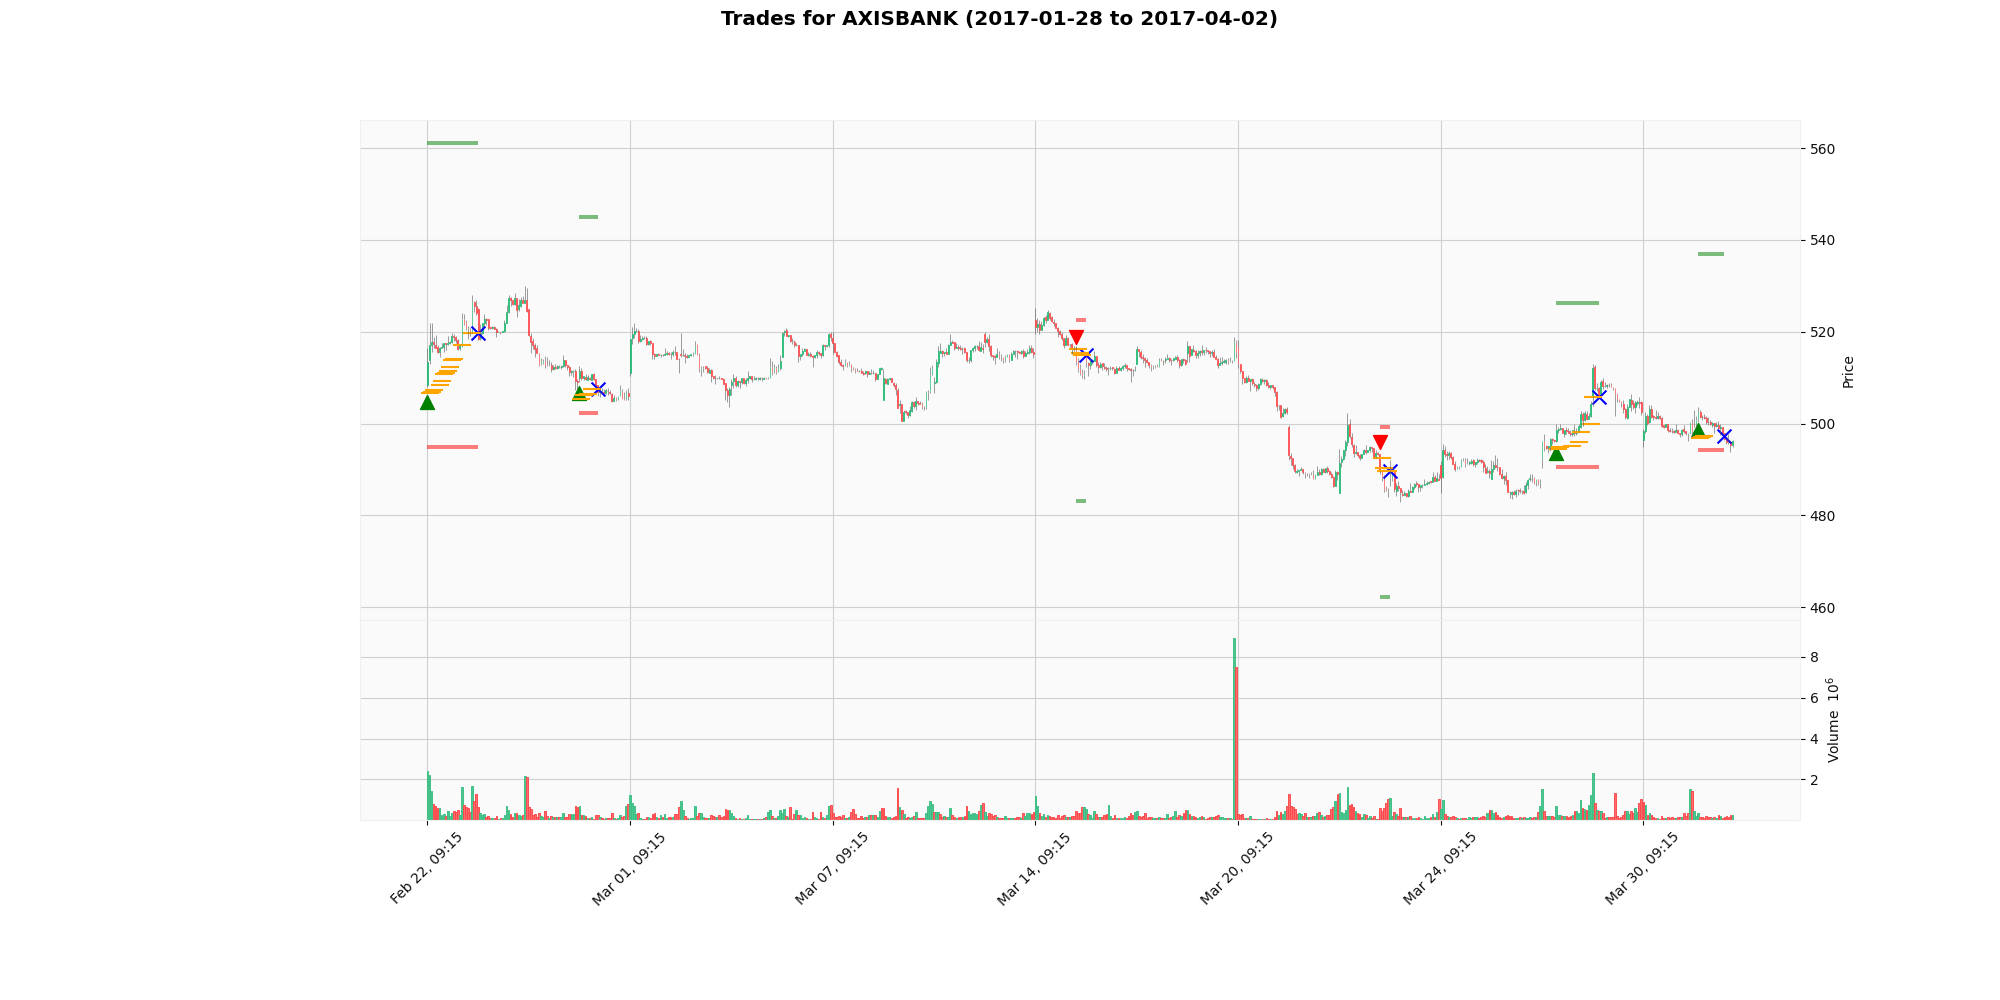 Trades for AXISBANK (2017-01-28 to 2017-04-02)
560
540
520
500
480
460
Price
8
6
4
2
Volume 10^6
Feb 22, 09:15
Mar 01, 09:15
Mar 07, 09:15
Mar 14, 09:15
Mar 20, 09:15
Mar 24, 09:15
Mar 30, 09:15